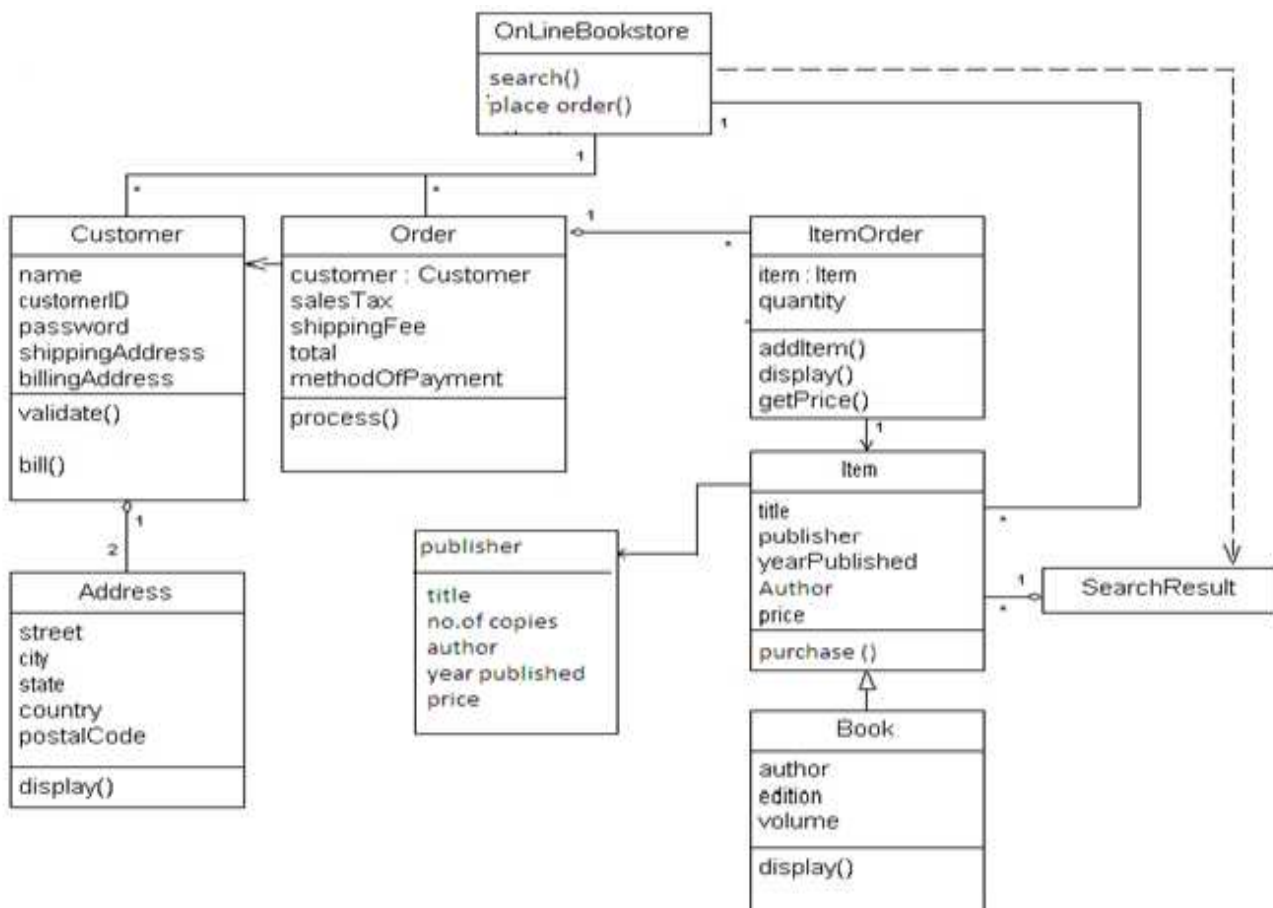 OnLineBookstore
search()
place order()
1
1
*
*
Customer
name
customerID
password
shippingAddress
billingAddress
validate()
bill()
Order
customer : Customer
salesTax
shippingFee
total
methodOfPayment
process()
1
*
ItemOrder
item : Item
quantity
addItem()
display()
getPrice()
1
1
2
Address
street
city
state
country
postalCode
display()
publisher
title
no.of copies
author
year published
price
Item
title
publisher
yearPublished
Author
price
purchase ()
*
1
*
SearchResult
Book
author
edition
volume
display()